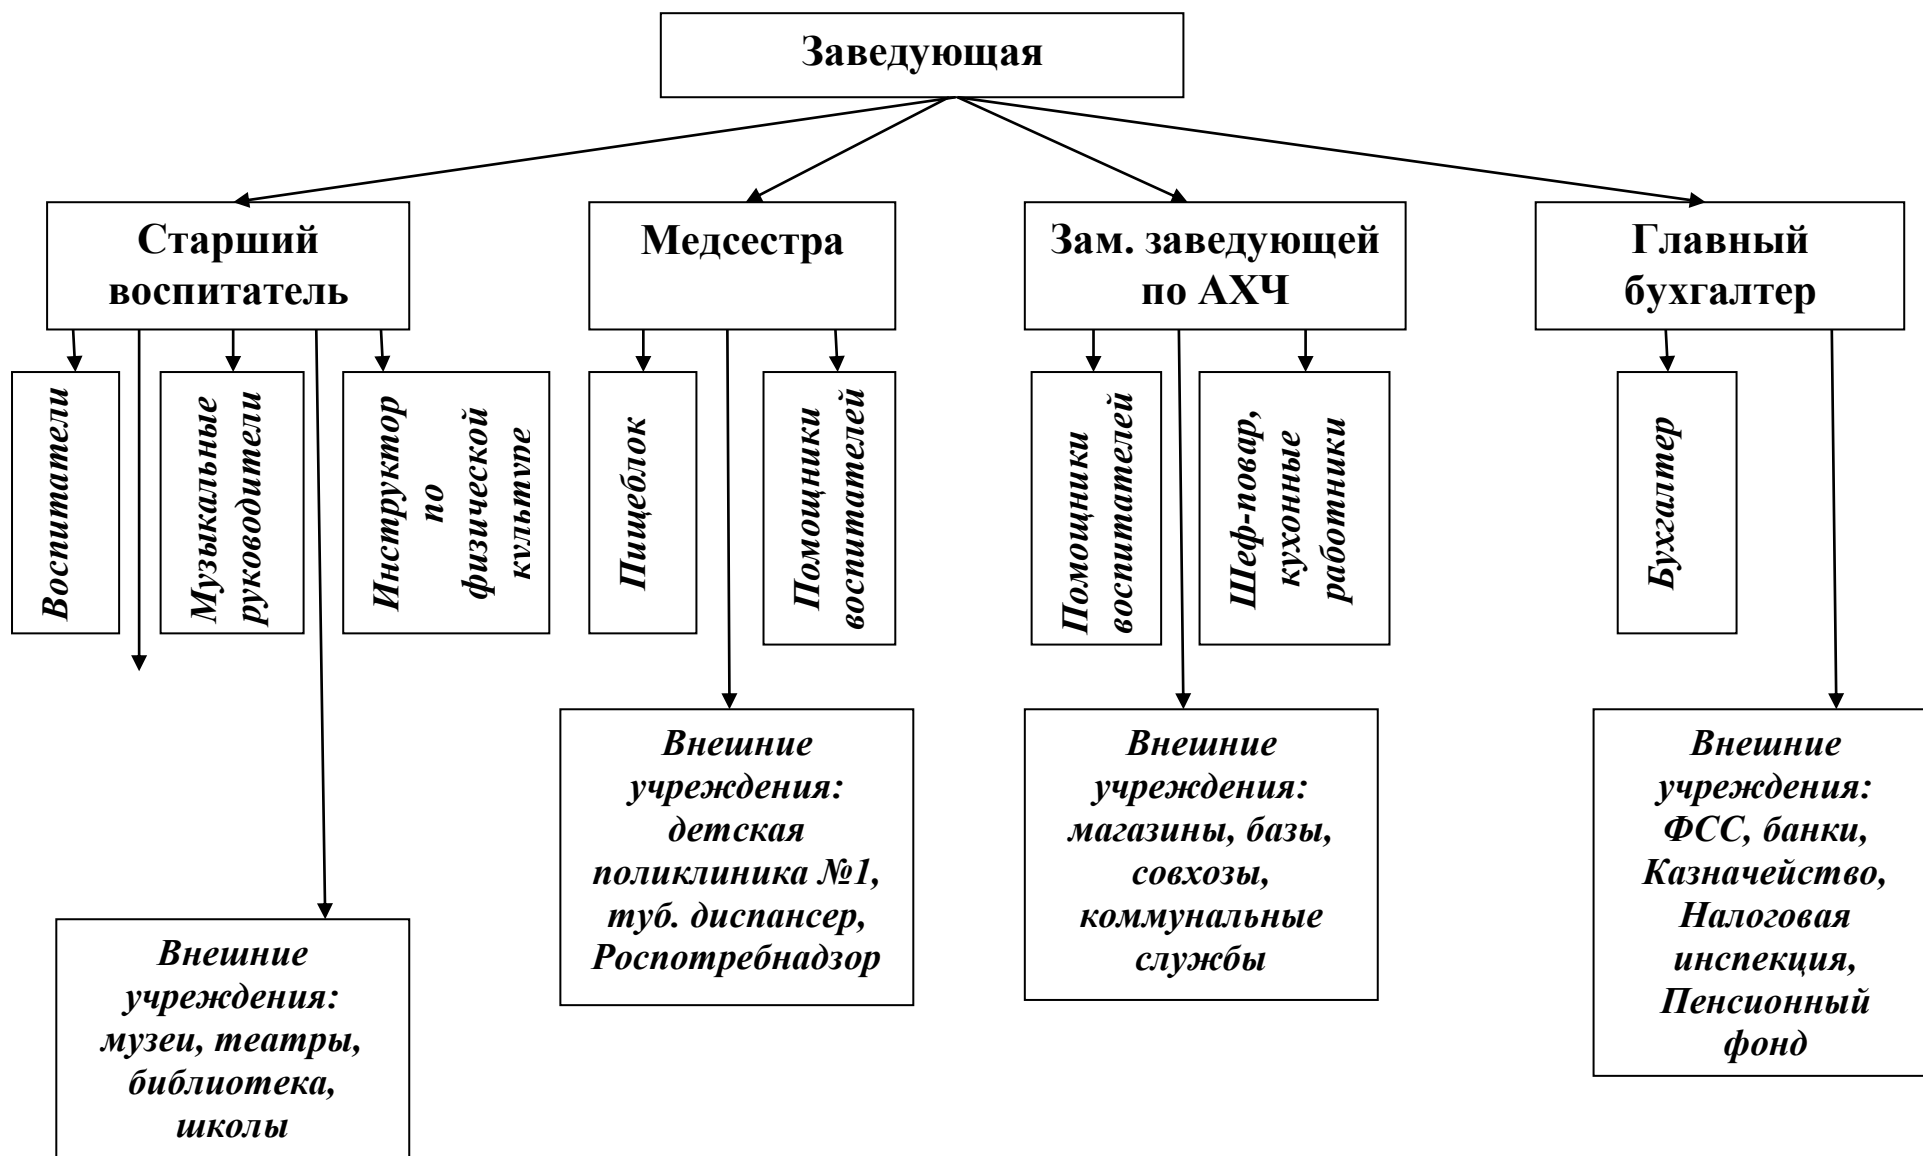 Заведующая
Старший
воспитатель
Медсестра
Зам. заведующей
по АХЧ
Главный
бухгалтер
Воспитатели
Музыкальные
руководители
Инструктор
по
физической
культуре
Пищеблок
Помощники
воспитателей
Помощники
воспитателей
Шеф-повар,
кухонные
работники
Бухгалтер
Внешние
учреждения:
музеи, театры,
библиотека,
школы
Внешние
учреждения:
детская
поликлиника №1,
туб. диспансер,
Роспотребнадзор
Внешние
учреждения:
магазины, базы,
совхозы,
коммунальные
службы
Внешние
учреждения:
ФСС, банки,
Казначейство,
Налоговая
инспекция,
Пенсионный
фонд